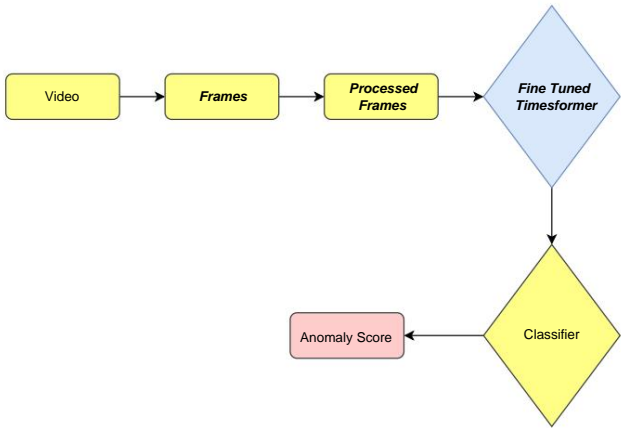 Video
Frames
Processed
Frames
Fine Tuned
Timesformer
Classifier
Anomaly Score